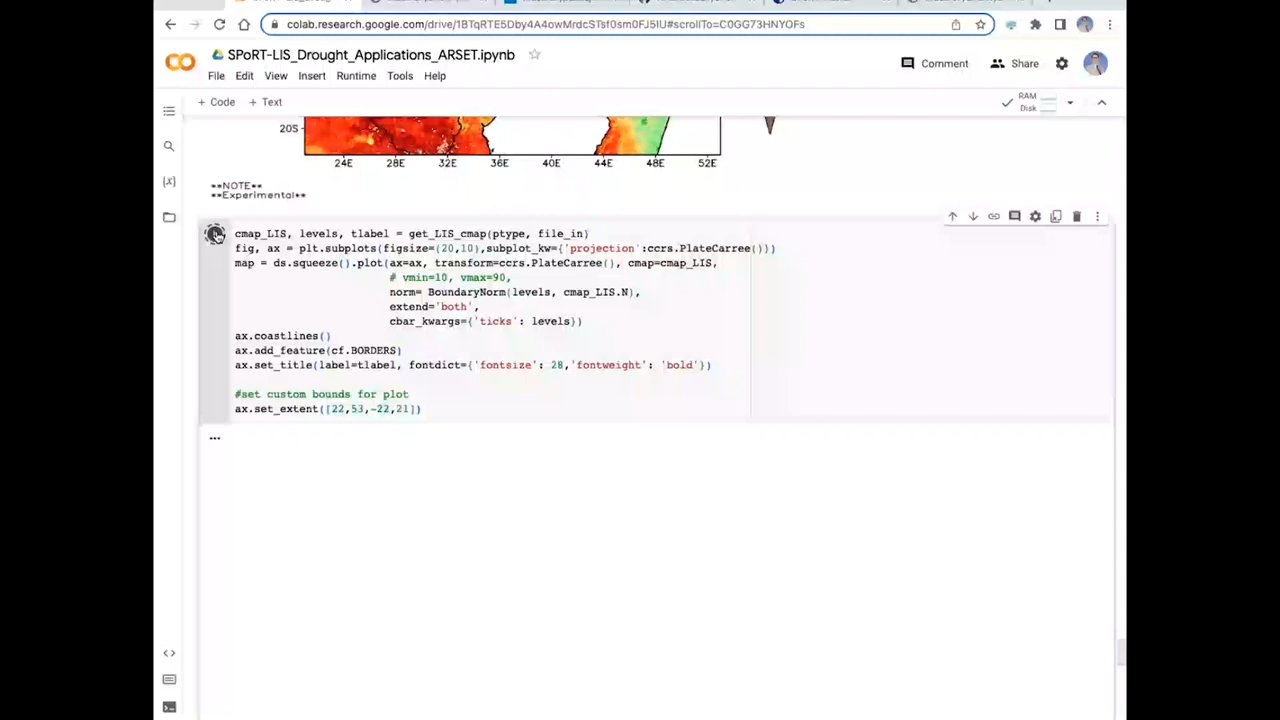 colab.research.google.com/drive/1BTqRTE5Dby4A4owMrdcSTsf0sm0FJ5IU#scrollTo=C0GG73HNYOFs
SPoRT-LIS_Drought_Applications_ARSET.ipynb
Comment
Share
File Edit View Insert Runtime Tools Help
+ Code + Text
RAM
Disk
20S
24E 28E 32E 36E 40E 44E 48E 52E
**NOTE**
**Experimental**
cmap_LIS, levels, tlabel = get_LIS_cmap(ptype, file_in)
fig, ax = plt.subplots(figsize=(20,10),subplot_kw={'projection':ccrs.PlateCarree()})
map = ds.squeeze().plot(ax=ax, transform=ccrs.PlateCarree(), cmap=cmap_LIS,
# vmin=10, vmax=90,
norm= BoundaryNorm(levels, cmap_LIS.N),
extend='both',
cbar_kwargs={'ticks': levels})
ax.coastlines()
ax.add_feature(cf.BORDERS)
ax.set_title(label=tlabel, fontdict={'fontsize': 28,'fontweight': 'bold'})
#set custom bounds for plot
ax.set_extent([22,53,-22,21])
...